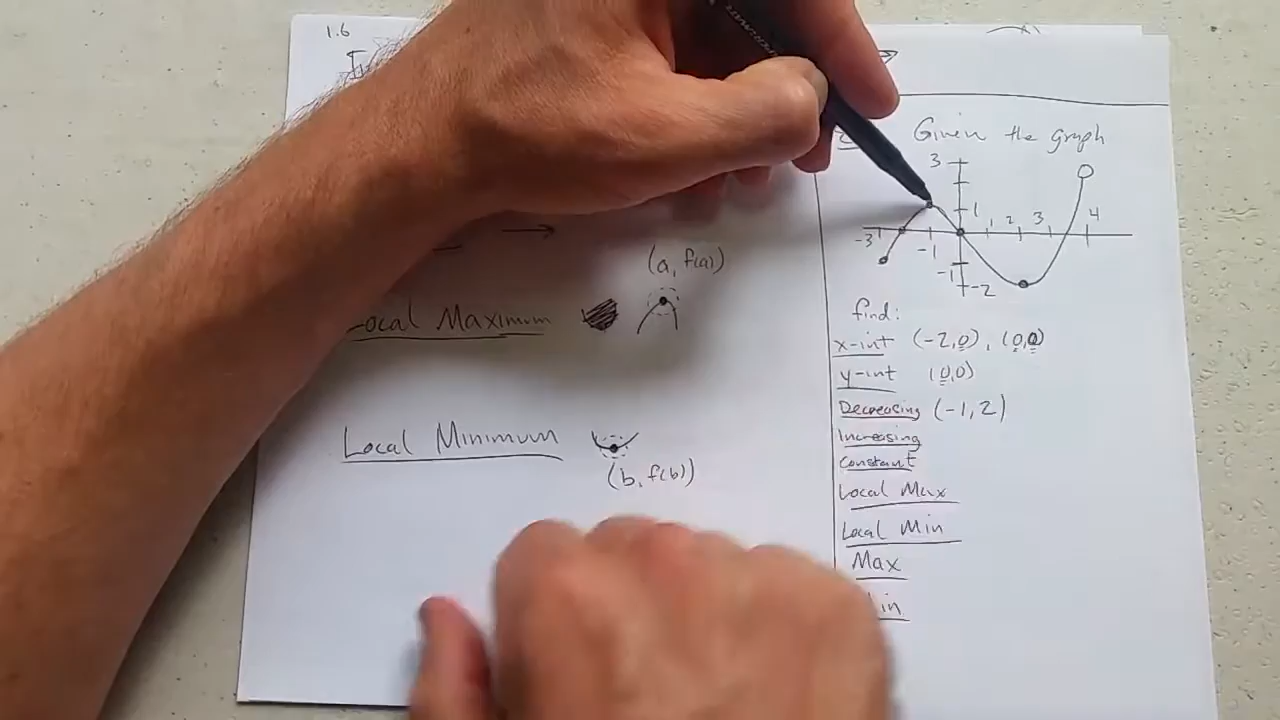 1.6
Local Maximum
(a, f(a))
Local Minimum
(b, f(b))
Given the graph
3
1
-3
-1
1
2
3
4
-1
-2
find:
x-int (-2,0), (0,0)
y-int (0,0)
Decreasing (-1, 2)
Increasing
Constant
Local Max
Local Min
Max
in